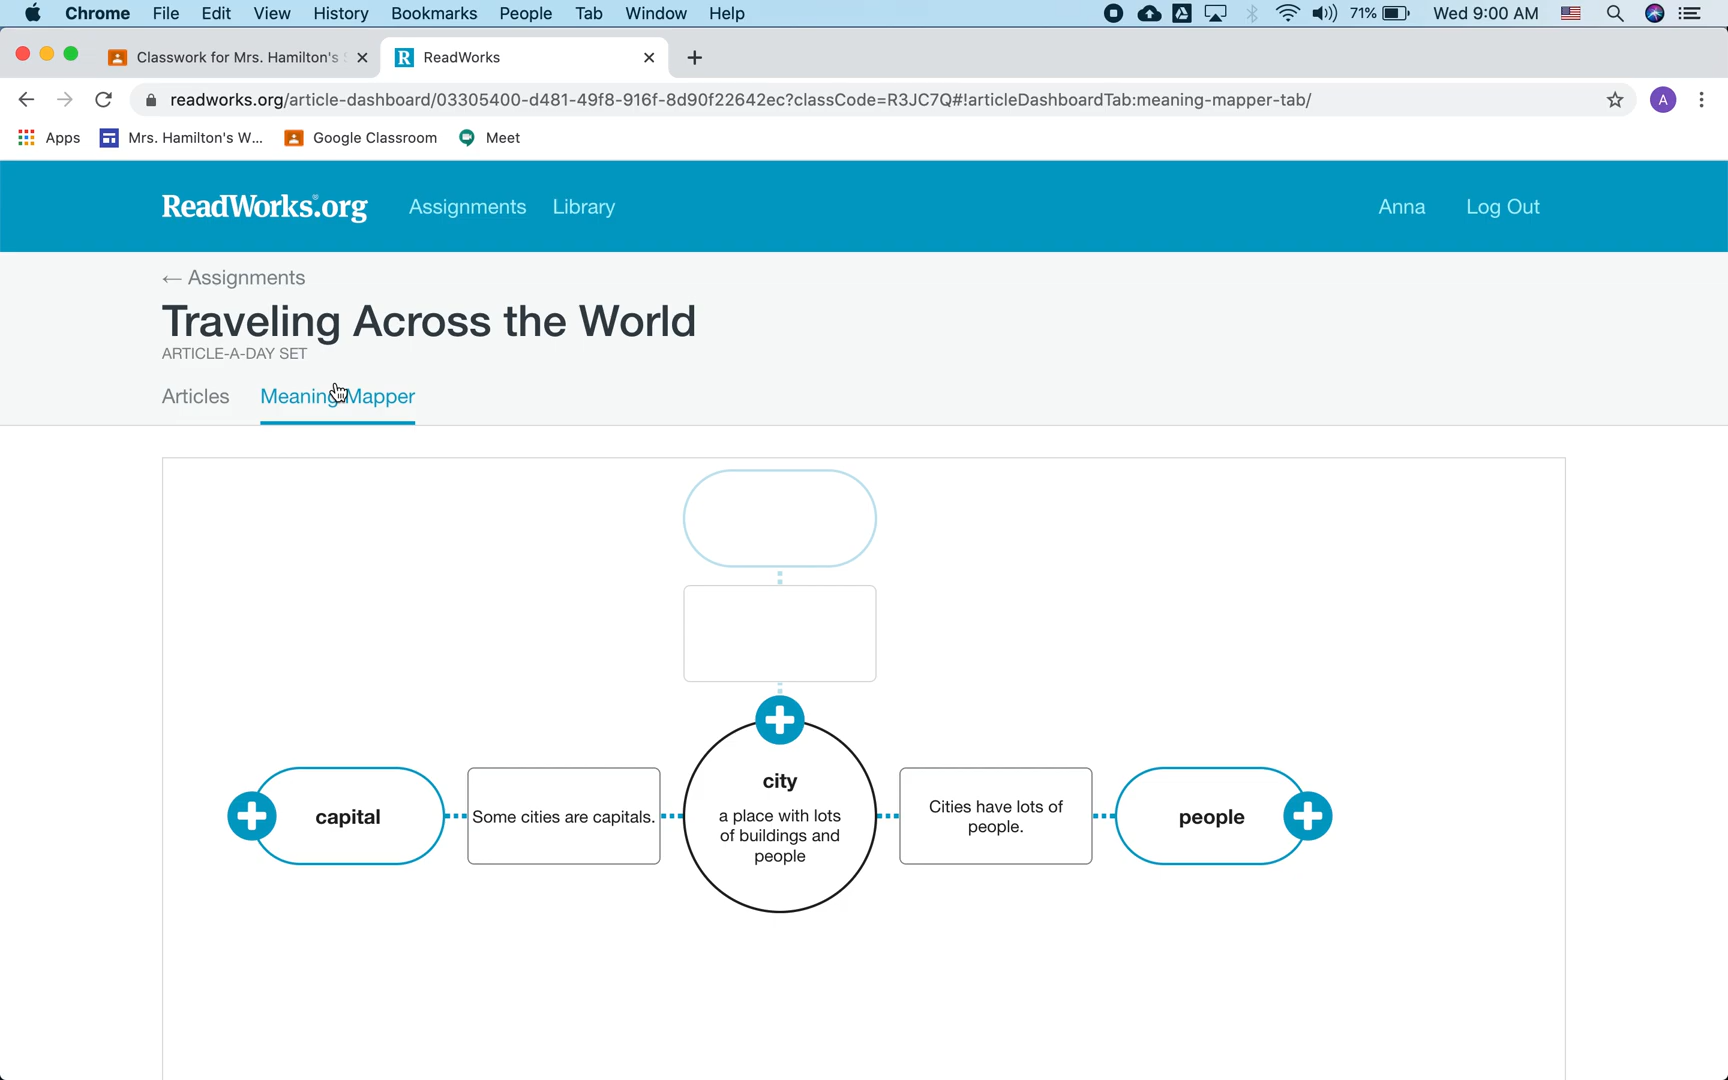 Chrome File Edit View History Bookmarks People Tab Window Help 71% Wed 9:00 AM
Classwork for Mrs. Hamilton's ReadWorks
readworks.org/article-dashboard/03305400-d481-49f8-916f-8d90f22642ec?classCode=R3JC7Q#!articleDashboardTab:meaning-mapper-tab/ A
Apps Mrs. Hamilton's W... Google Classroom Meet
ReadWorks®.org Assignments Library Anna Log Out
← Assignments
Traveling Across the World
ARTICLE-A-DAY SET
Articles Meaning Mapper
capital
Some cities are capitals.
city
a place with lots
of buildings and
people
Cities have lots of
people.
people